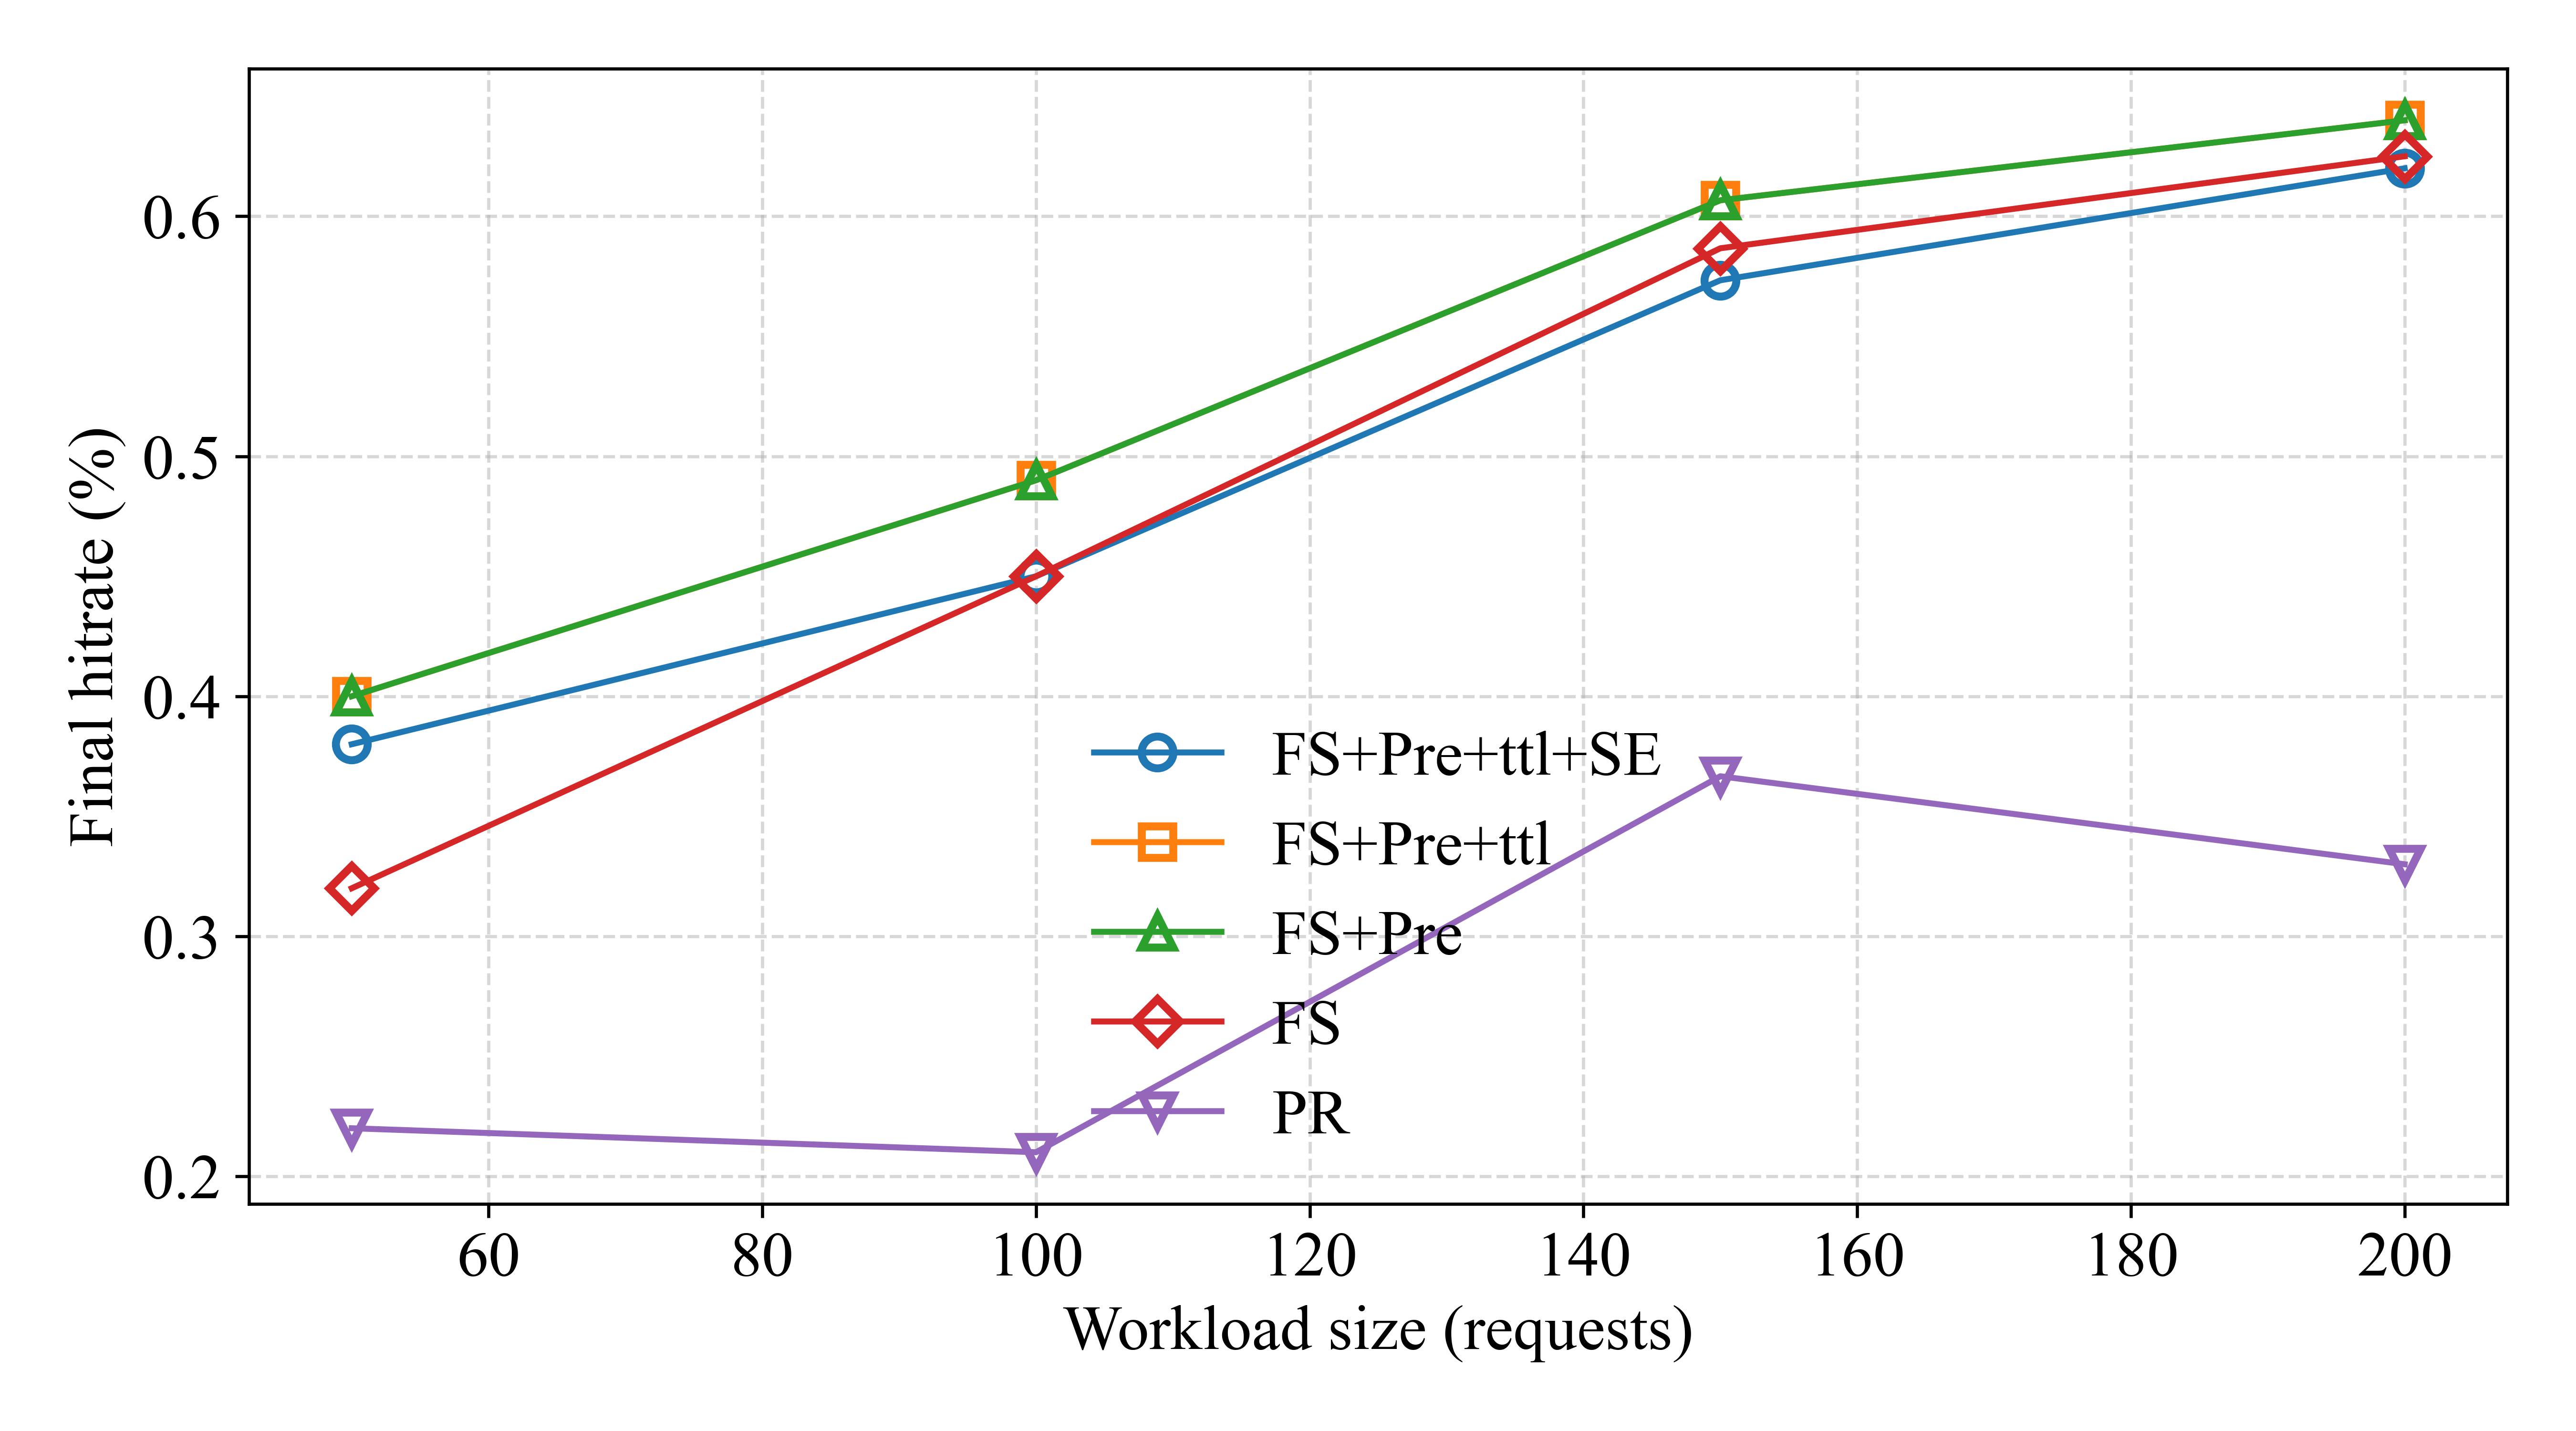 Final hitrate (%)
0.6
0.5
0.4
0.3
0.2
FS+Pre+ttl+SE
FS+Pre+ttl
FS+Pre
FS
PR
60 80 100 120 140 160 180 200
Workload size (requests)